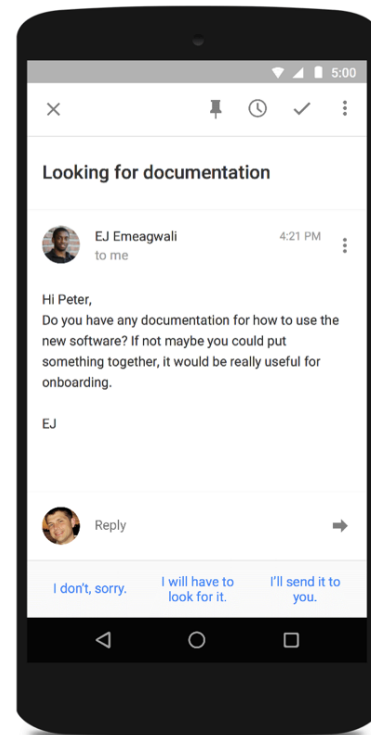 5:00
Looking for documentation
EJ Emeagwali
4:21 PM
to me
Hi Peter,
Do you have any documentation for how to use the
new software? If not maybe you could put
something together, it would be really useful for
onboarding.
EJ
Reply
I don't, sorry.
I will have to
look for it.
I'll send it to
you.